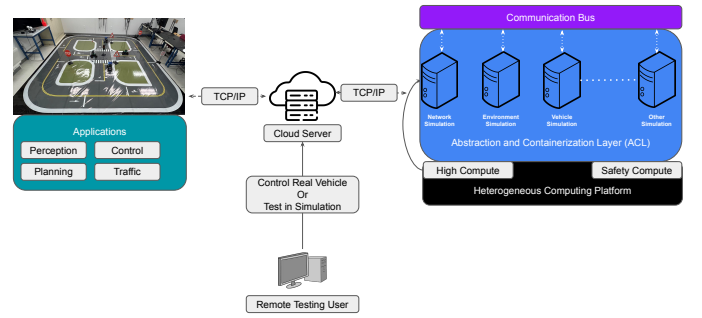 Communication Bus
TCP/IP
TCP/IP
Cloud Server
Network
Simulation
Environment
Simulation
Vehicle
Simulation
Other
Simulation
Abstraction and Containerization Layer (ACL)
Applications
Perception
Control
Planning
Traffic
High Compute
Safety Compute
Heterogeneous Computing Platform
Control Real Vehicle
Or
Test in Simulation
Remote Testing User